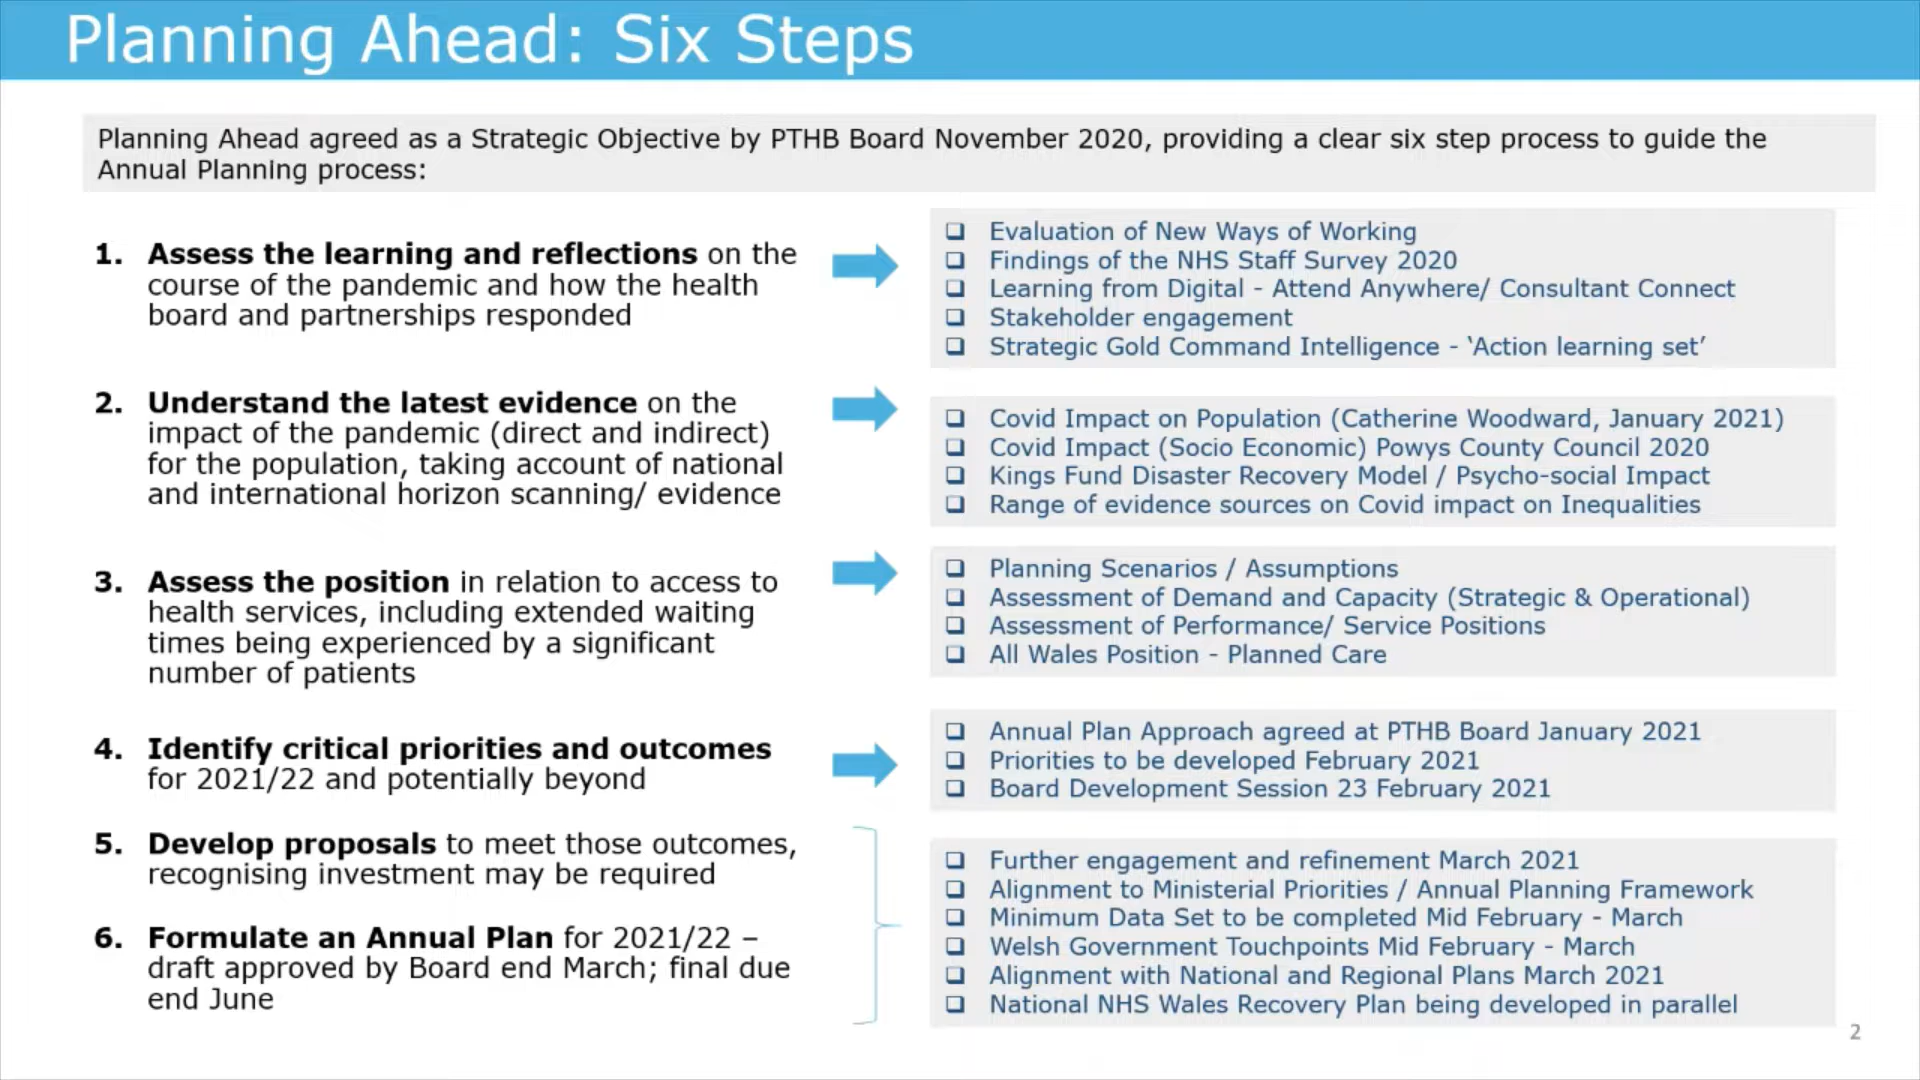 Planning Ahead: Six Steps
Planning Ahead agreed as a Strategic Objective by PTHB Board November 2020, providing a clear six step process to guide the
Annual Planning process:
1. Assess the learning and reflections on the
course of the pandemic and how the health
board and partnerships responded
❑ Evaluation of New Ways of Working
❑ Findings of the NHS Staff Survey 2020
❑ Learning from Digital - Attend Anywhere/ Consultant Connect
❑ Stakeholder engagement
❑ Strategic Gold Command Intelligence - ‘Action learning set’
2. Understand the latest evidence on the
impact of the pandemic (direct and indirect)
for the population, taking account of national
and international horizon scanning/ evidence
❑ Covid Impact on Population (Catherine Woodward, January 2021)
❑ Covid Impact (Socio Economic) Powys County Council 2020
❑ Kings Fund Disaster Recovery Model / Psycho-social Impact
❑ Range of evidence sources on Covid impact on Inequalities
3. Assess the position in relation to access to
health services, including extended waiting
times being experienced by a significant
number of patients
❑ Planning Scenarios / Assumptions
❑ Assessment of Demand and Capacity (Strategic & Operational)
❑ Assessment of Performance/ Service Positions
❑ All Wales Position - Planned Care
4. Identify critical priorities and outcomes
for 2021/22 and potentially beyond
❑ Annual Plan Approach agreed at PTHB Board January 2021
❑ Priorities to be developed February 2021
❑ Board Development Session 23 February 2021
5. Develop proposals to meet those outcomes,
recognising investment may be required
6. Formulate an Annual Plan for 2021/22 –
draft approved by Board end March; final due
end June
❑ Further engagement and refinement March 2021
❑ Alignment to Ministerial Priorities / Annual Planning Framework
❑ Minimum Data Set to be completed Mid February - March
❑ Welsh Government Touchpoints Mid February - March
❑ Alignment with National and Regional Plans March 2021
❑ National NHS Wales Recovery Plan being developed in parallel
2